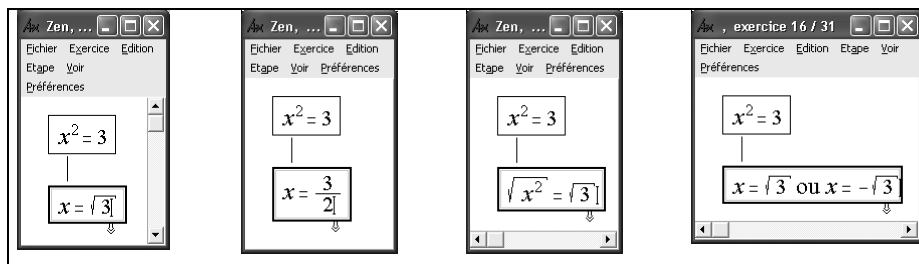 Zen, ...
Fichier Exercice Edition
Etape Voir
Préférences
x² = 3
x = √3
Zen, ...
Fichier Exercice Edition
Etape Voir Préférences
x² = 3
x = 3/2
Zen, ...
Fichier Exercice Edition
Etape Voir
Préférences
x² = 3
√x² = √3
, exercice 16 / 31
Fichier Exercice Edition Etape Voir
Préférences
x² = 3
x = √3 ou x = -√3